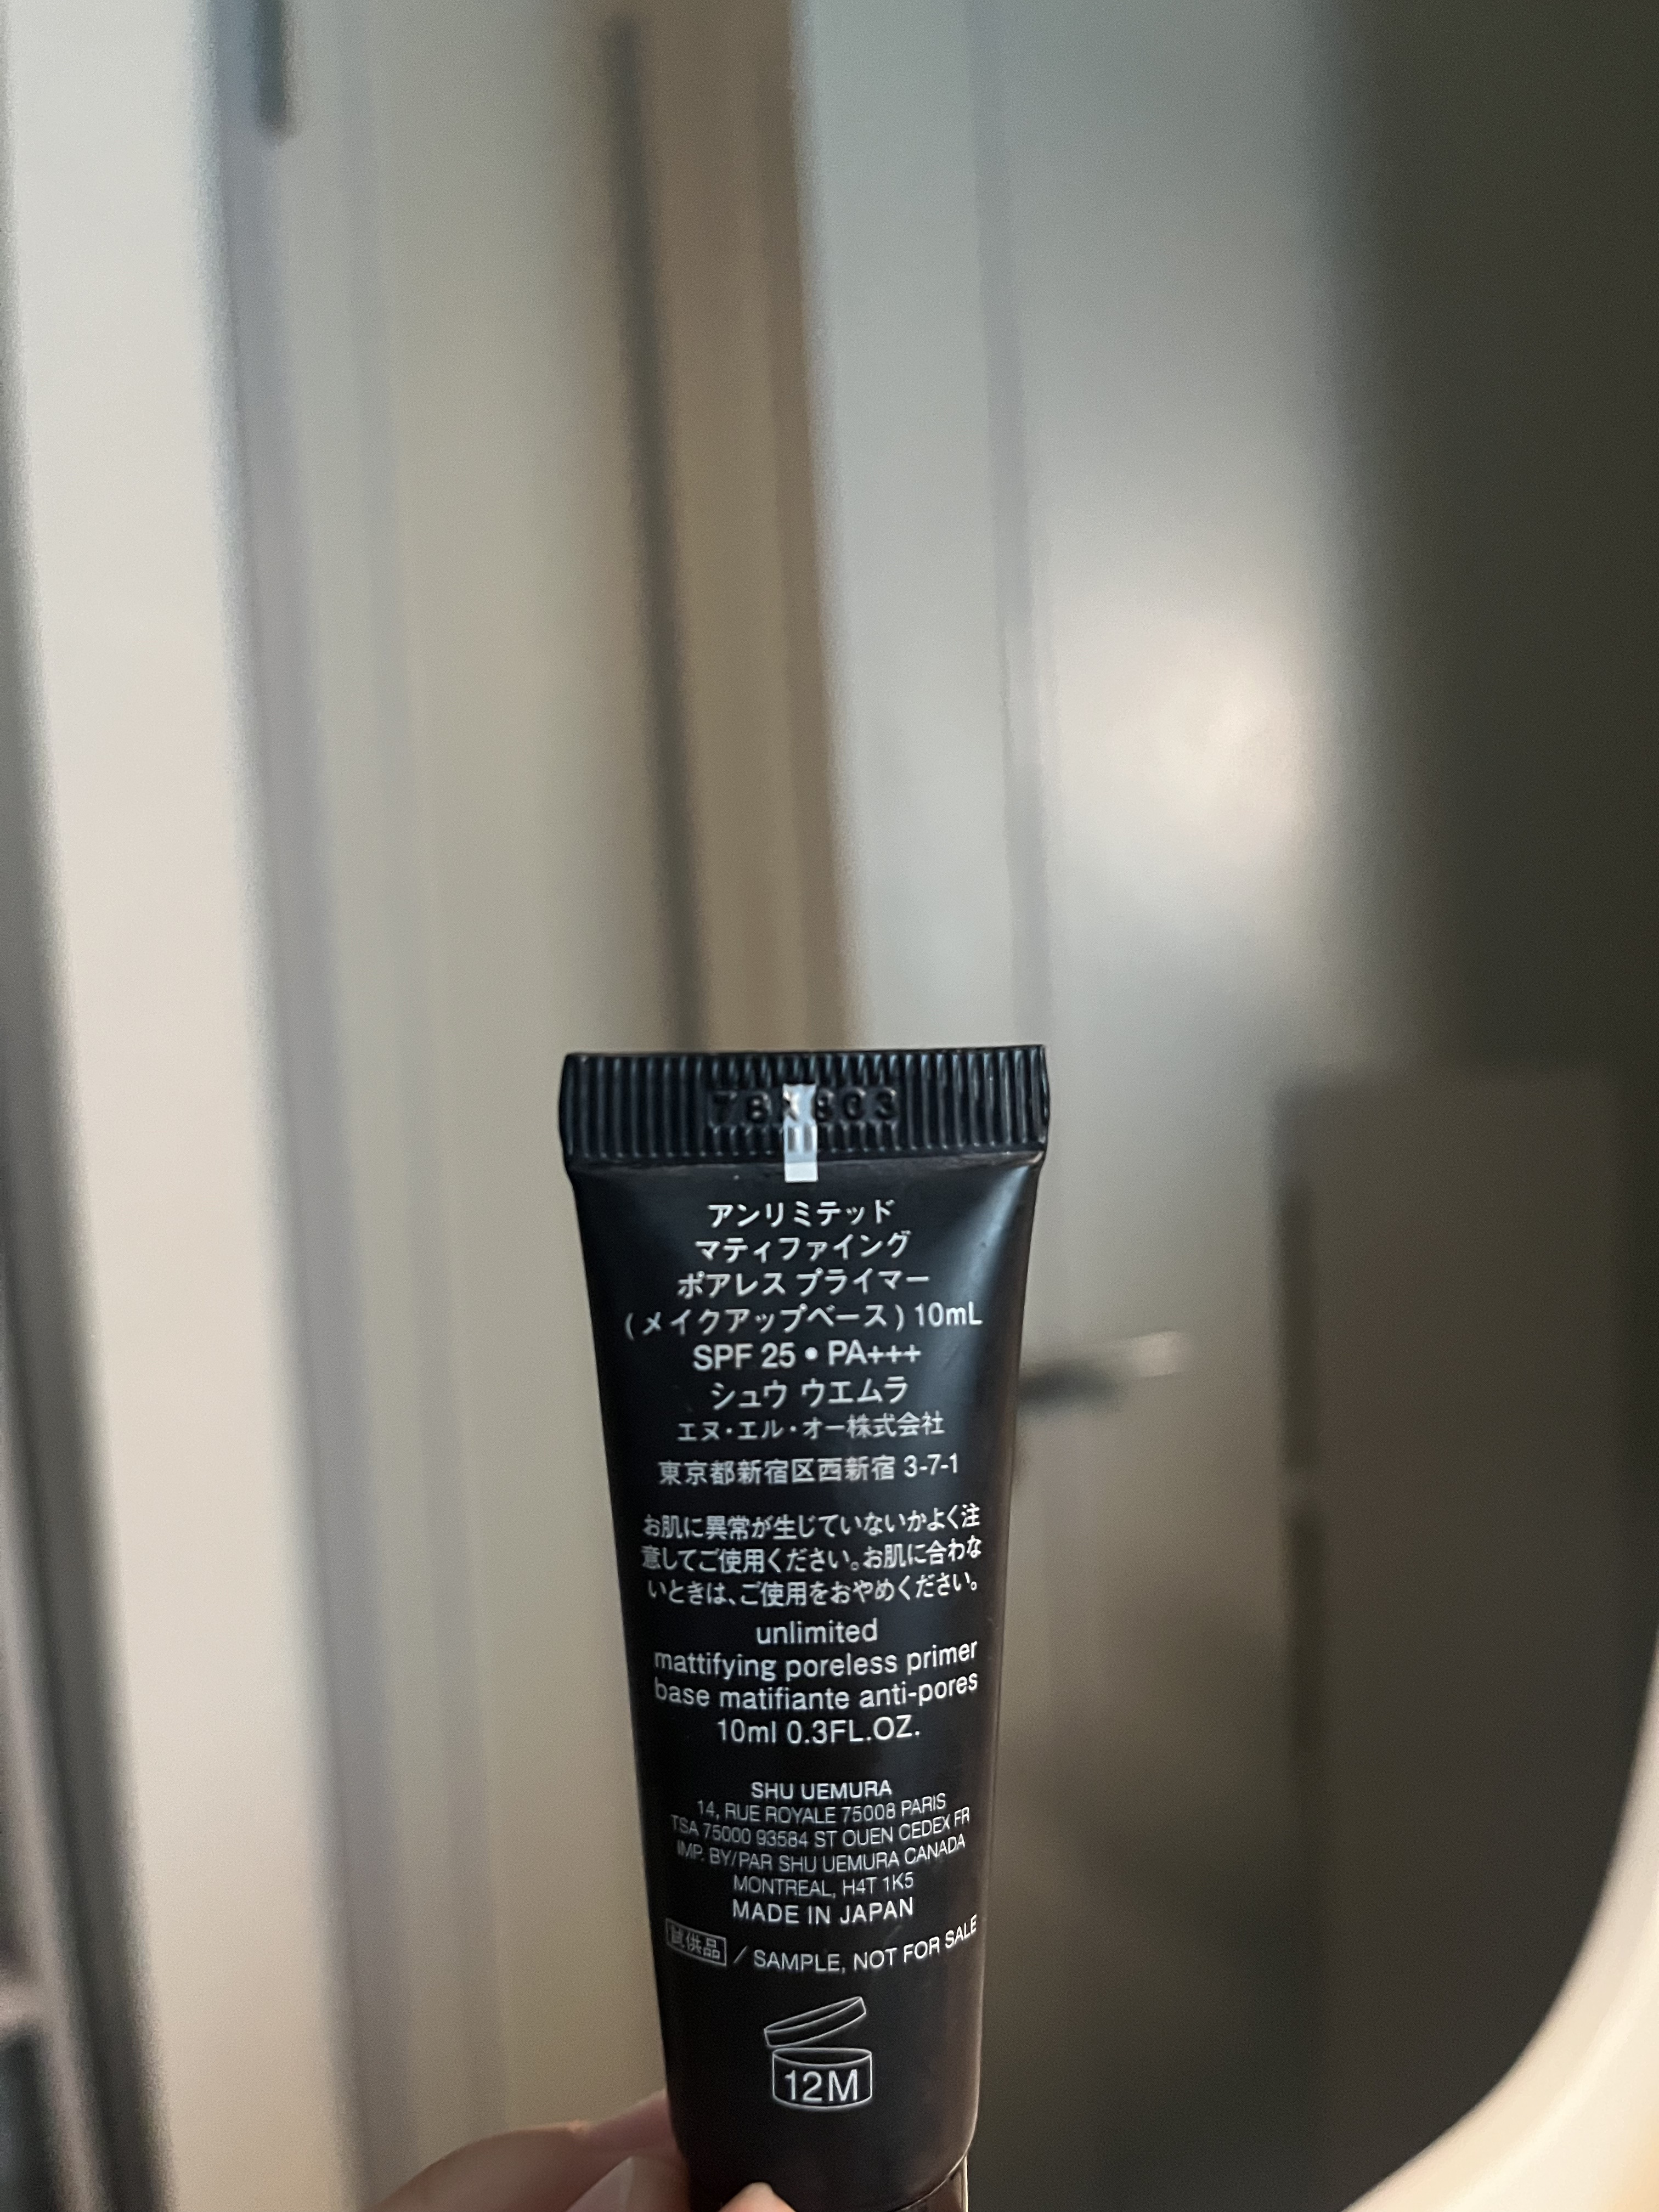 アンリミテッド
マティファイング
ポアレス プライマー
(メイクアップベース) 10mL
SPF 25 • PA+++
シュウ ウエムラ
エヌ・エル・オー株式会社
東京都新宿区西新宿 3-7-1
お肌に異常が生じていないかよく注
意してご使用ください。お肌に合わな
いときは、ご使用をおやめください。
unlimited
mattifying poreless primer
base matifiante anti-pores
10ml 0.3FL.OZ.
SHU UEMURA
14, RUE ROYALE 75008 PARIS
TSA 75000 93584 ST OUEN CEDEX FR
IMP. BY/PAR SHU UEMURA CANADA
MONTREAL, H4T 1K5
MADE IN JAPAN
試供品 / SAMPLE, NOT FOR SALE
12M